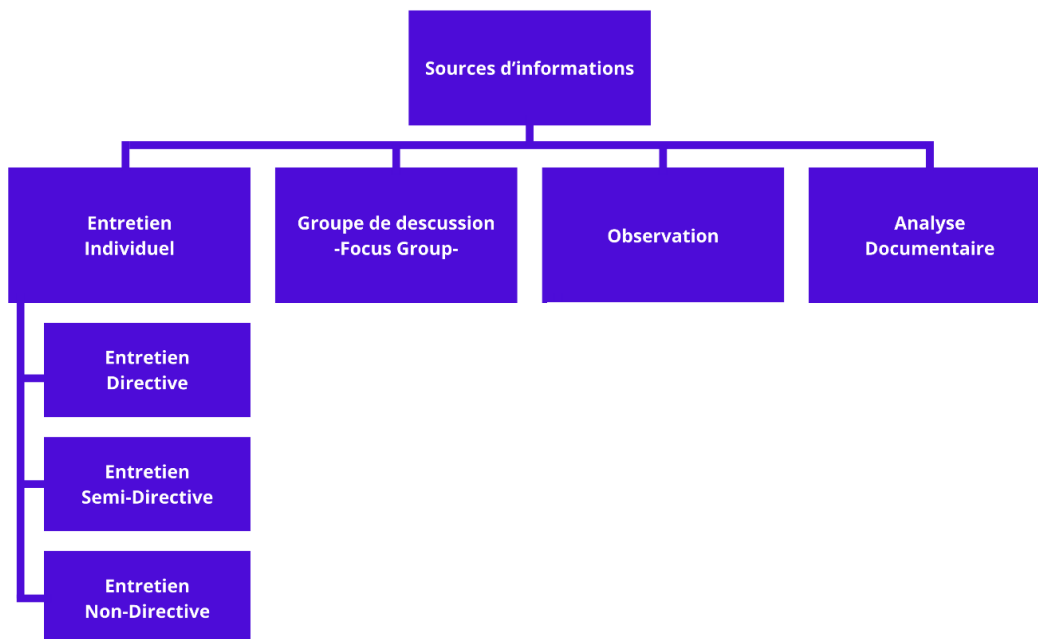 Sources d'informations
Entretien
Individuel
Groupe de descussion
-Focus Group-
Observation
Analyse
Documentaire
Entretien
Directive
Entretien
Semi-Directive
Entretien
Non-Directive